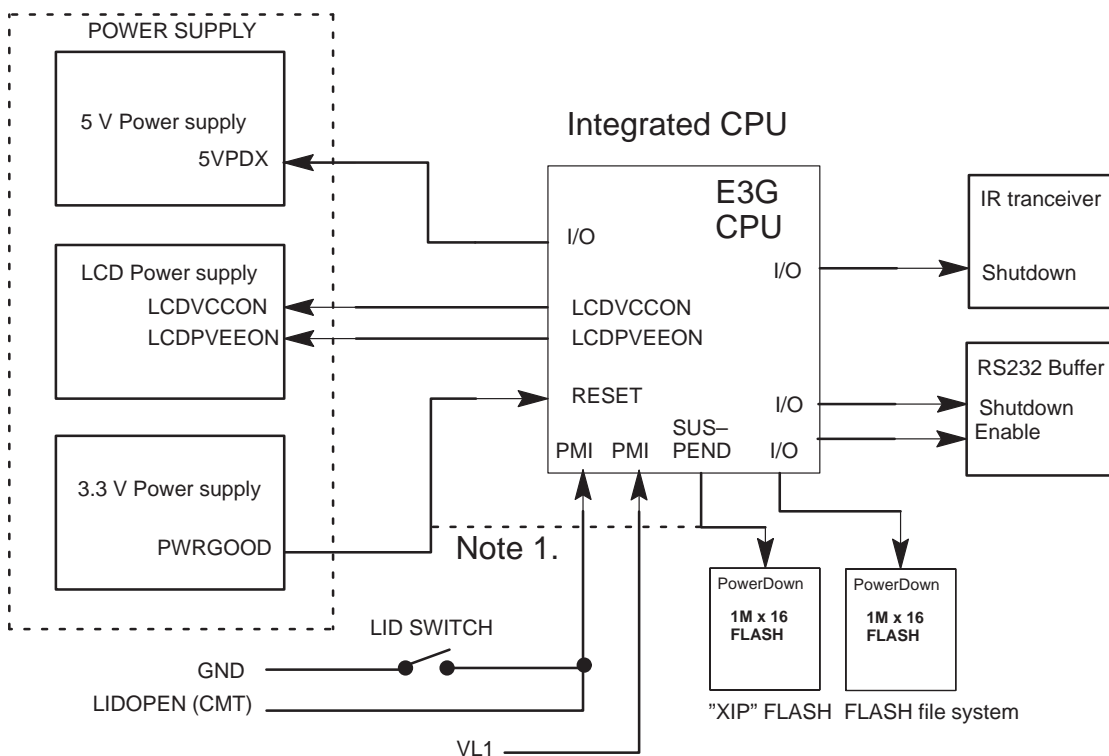 POWER SUPPLY
5 V Power supply
5VPDX
LCD Power supply
LCDVCCON
LCDPVEEON
3.3 V Power supply
PWRGOOD
Integrated CPU
E3G
CPU
I/O
I/O
LCDVCCON
LCDPVEEON
RESET
I/O
SUS–
PEND
PMI
PMI
I/O
IR tranceiver
Shutdown
RS232 Buffer
Shutdown
Enable
Note 1.
PowerDown
1M x 16
FLASH
PowerDown
1M x 16
FLASH
”XIP” FLASH
FLASH file system
LID SWITCH
GND
LIDOPEN (CMT)
VL1